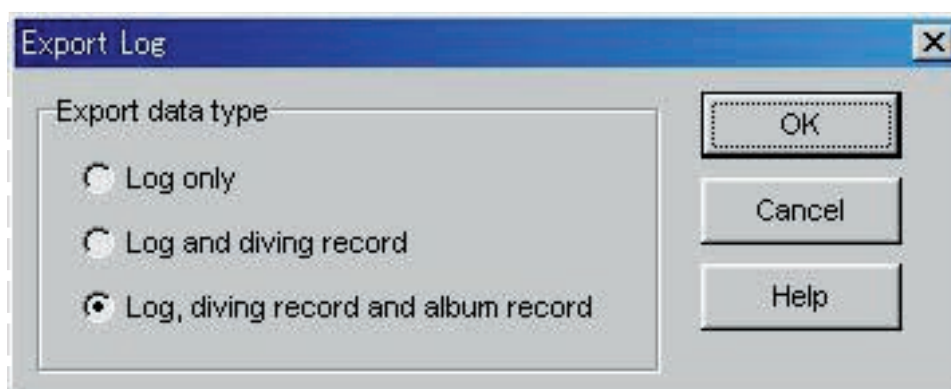 Export Log
Export data type
Log only
Log and diving record
Log, diving record and album record
OK
Cancel
Help